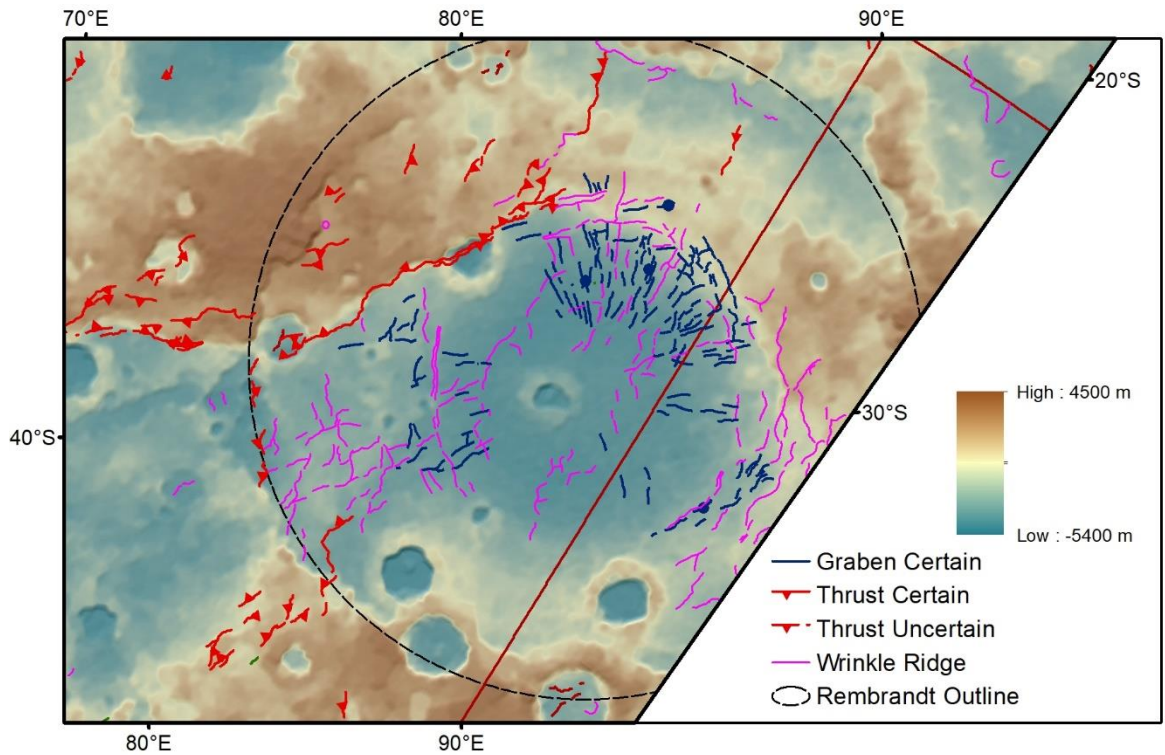 70°E 80°E 90°E
20°S
30°S
40°S
High : 4500 m
Low : -5400 m
Graben Certain
Thrust Certain
Thrust Uncertain
Wrinkle Ridge
Rembrandt Outline
80°E 90°E